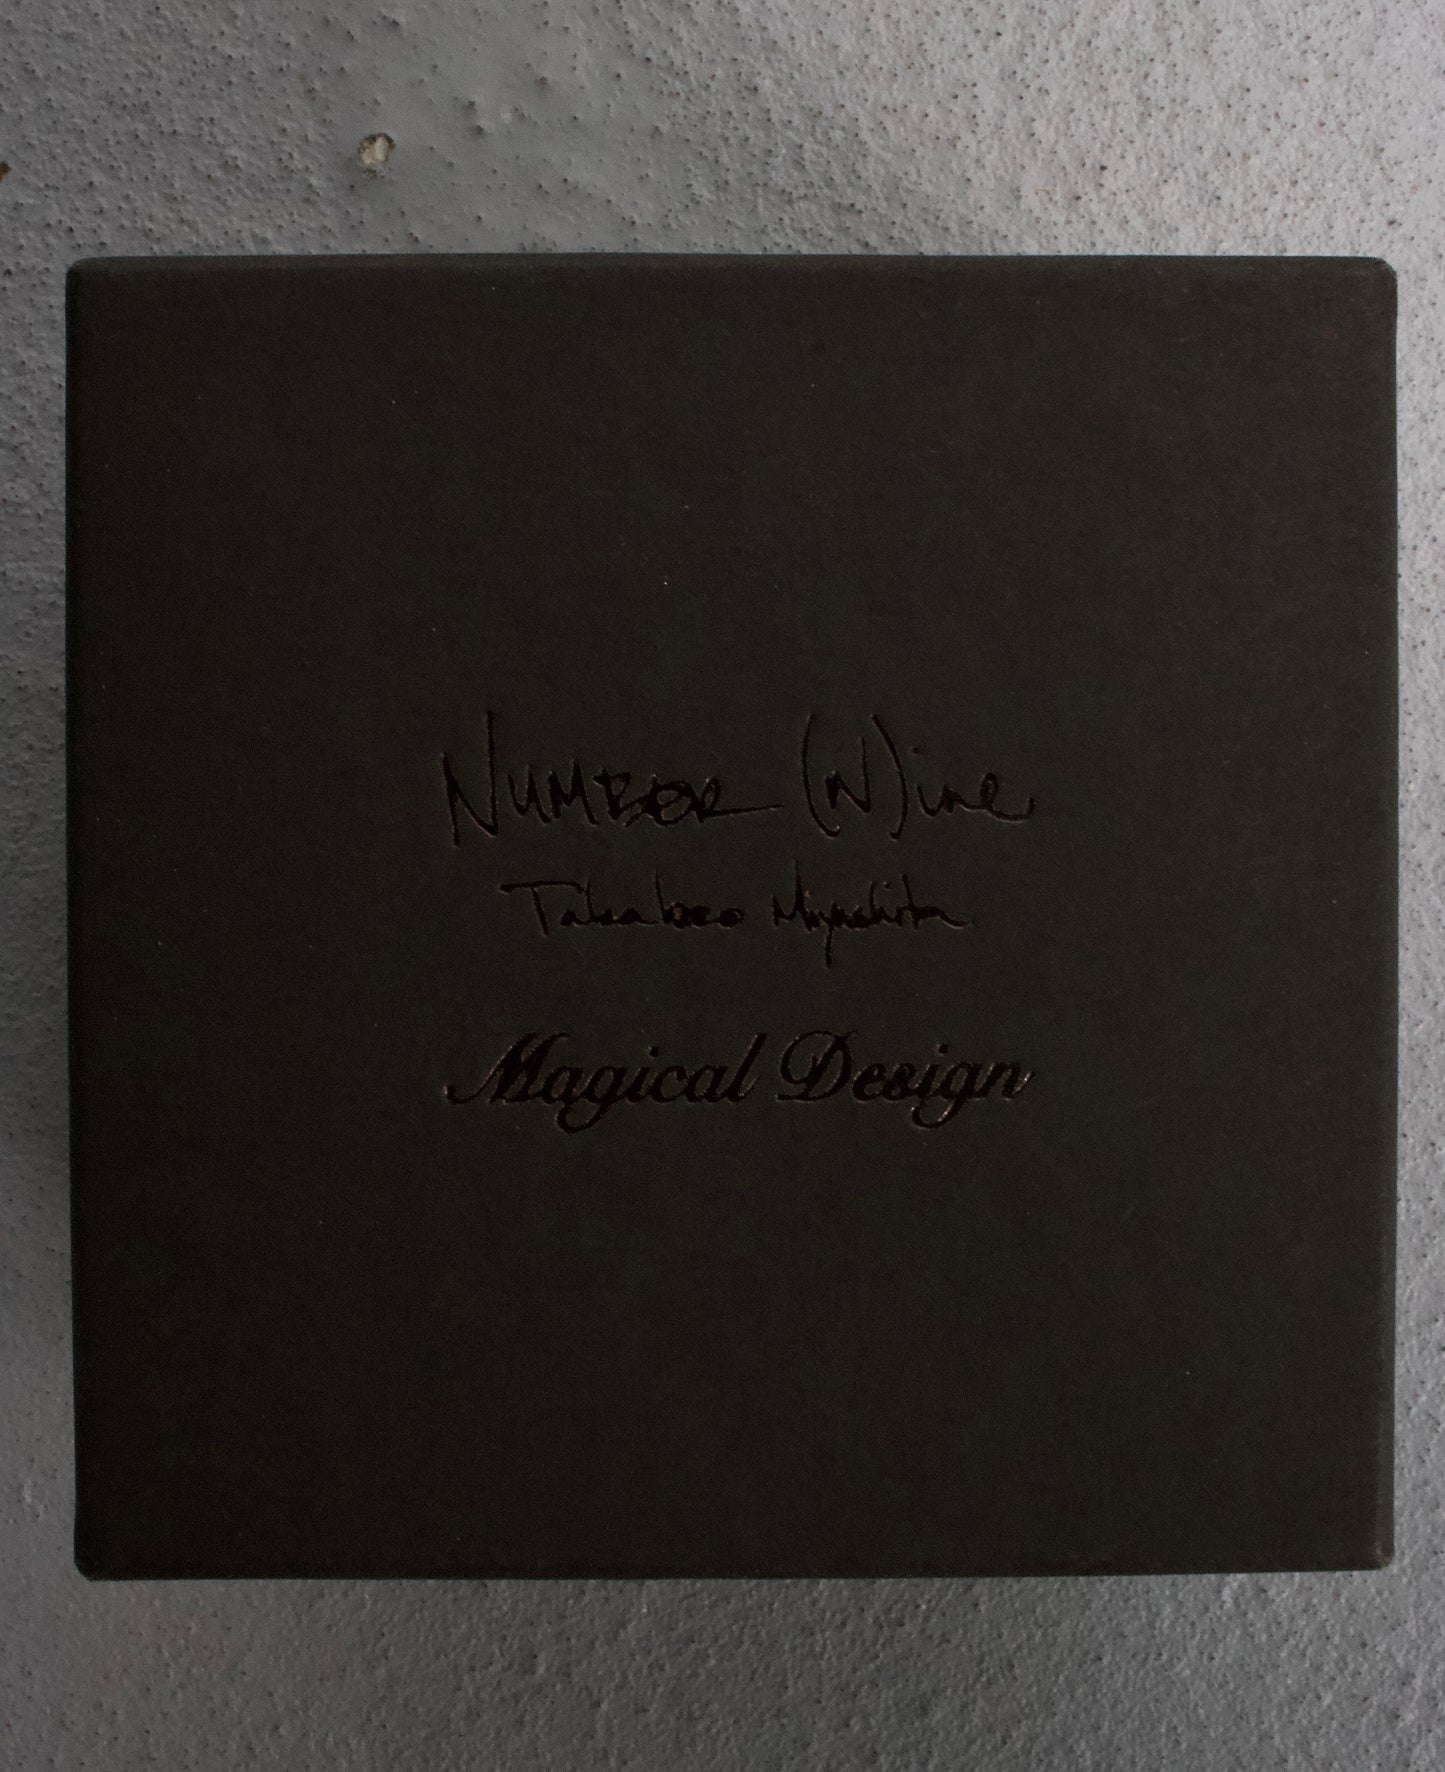 NUMBER (N)ine
Takahiro Miyashita
Magical Design